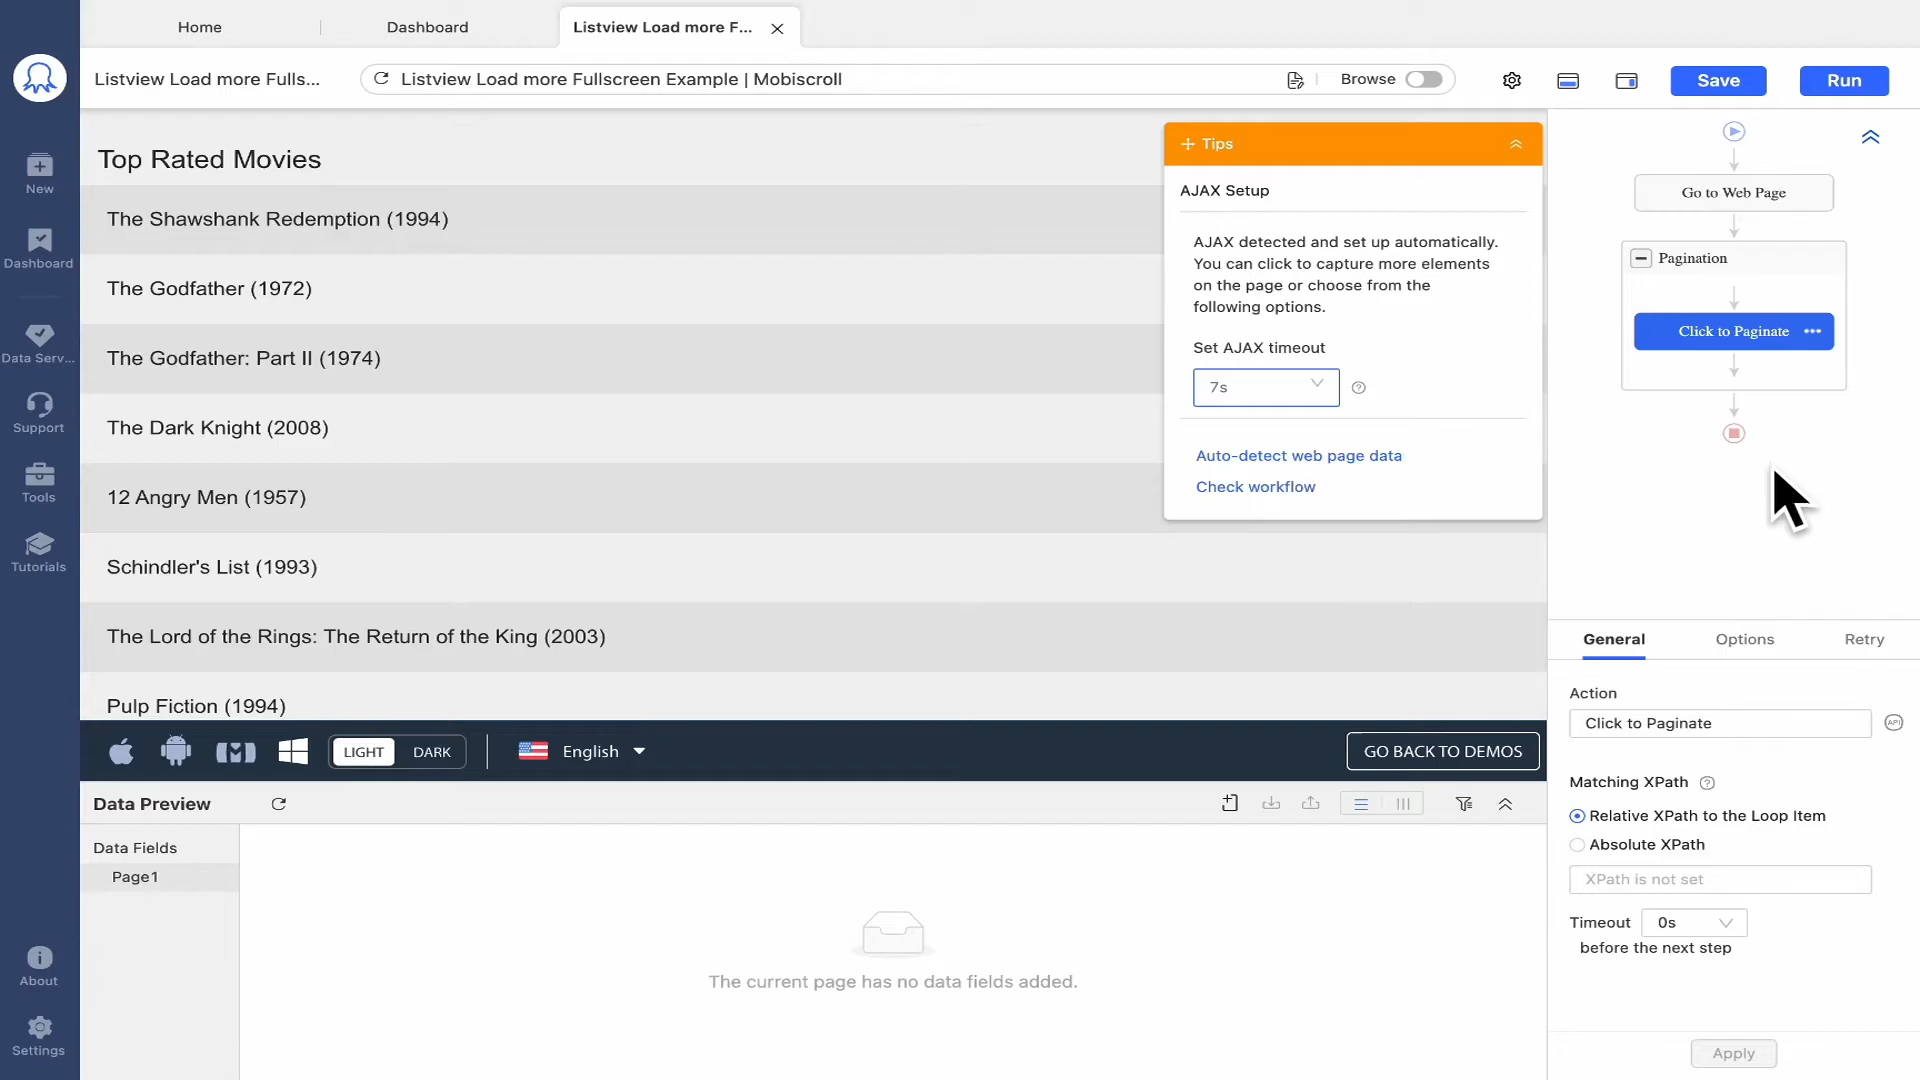 Home
Dashboard
Listview Load more F...
Listview Load more Fulls...
Listview Load more Fullscreen Example | Mobiscroll
Browse
Save
Run
New
Dashboard
Data Serv...
Support
Tools
Tutorials
About
Settings
Top Rated Movies
The Shawshank Redemption (1994)
The Godfather (1972)
The Godfather: Part II (1974)
The Dark Knight (2008)
12 Angry Men (1957)
Schindler's List (1993)
The Lord of the Rings: The Return of the King (2003)
Pulp Fiction (1994)
Tips
AJAX Setup
AJAX detected and set up automatically.
You can click to capture more elements
on the page or choose from the
following options.
Set AJAX timeout
7s
Auto-detect web page data
Check workflow
Go to Web Page
Pagination
Click to Paginate
LIGHT
DARK
English
GO BACK TO DEMOS
Data Preview
Data Fields
Page1
The current page has no data fields added.
General
Options
Retry
Action
Click to Paginate
API
Matching XPath
Relative XPath to the Loop Item
Absolute XPath
XPath is not set
Timeout
0s
before the next step
Apply